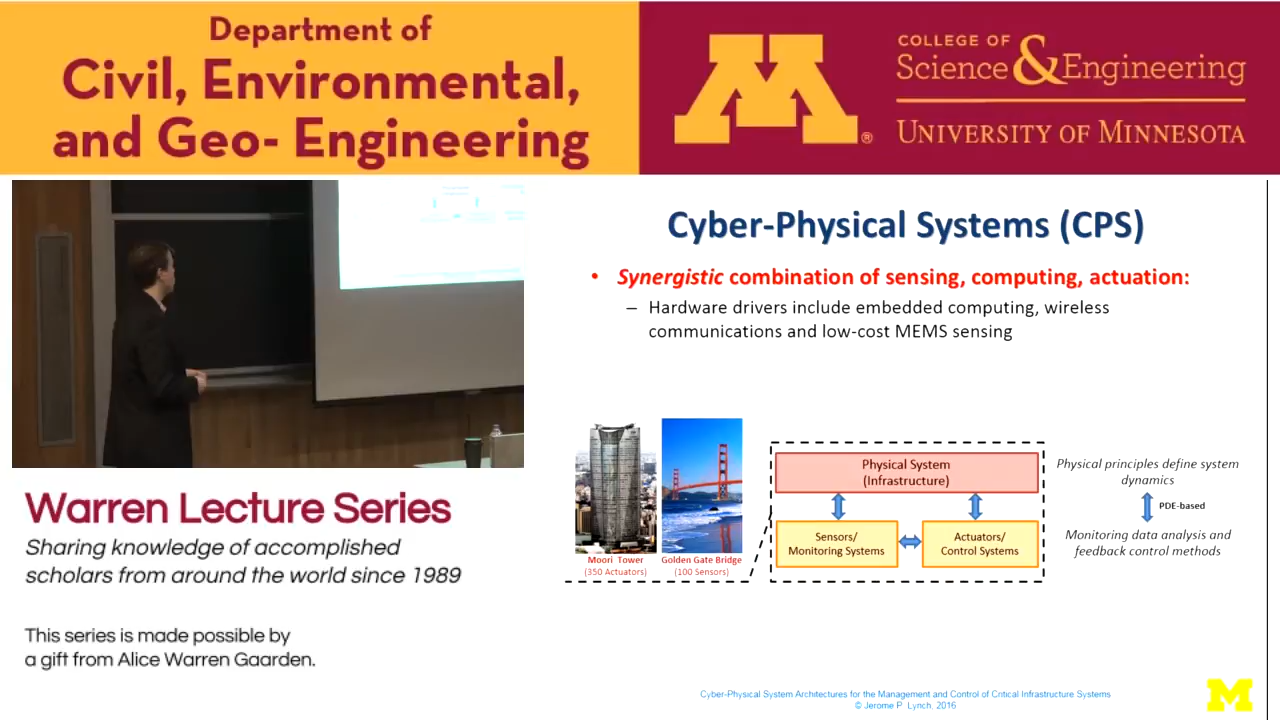 Department of
Civil, Environmental,
and Geo- Engineering
M®
COLLEGE OF
Science & Engineering
UNIVERSITY OF MINNESOTA
Warren Lecture Series
Sharing knowledge of accomplished
scholars from around the world since 1989
This series is made possible by
a gift from Alice Warren Gaarden.
Cyber-Physical Systems (CPS)
• Synergistic combination of sensing, computing, actuation:
– Hardware drivers include embedded computing, wireless
communications and low-cost MEMS sensing
Moori Tower
(350 Actuators)
Golden Gate Bridge
(100 Sensors)
Physical System
(Infrastructure)
Sensors/
Monitoring Systems
Actuators/
Control Systems
Physical principles define system
dynamics
PDE-based
Monitoring data analysis and
feedback control methods
Cyber-Physical System Architectures for the Management and Control of Critical Infrastructure Systems
© Jerome P. Lynch, 2016
M